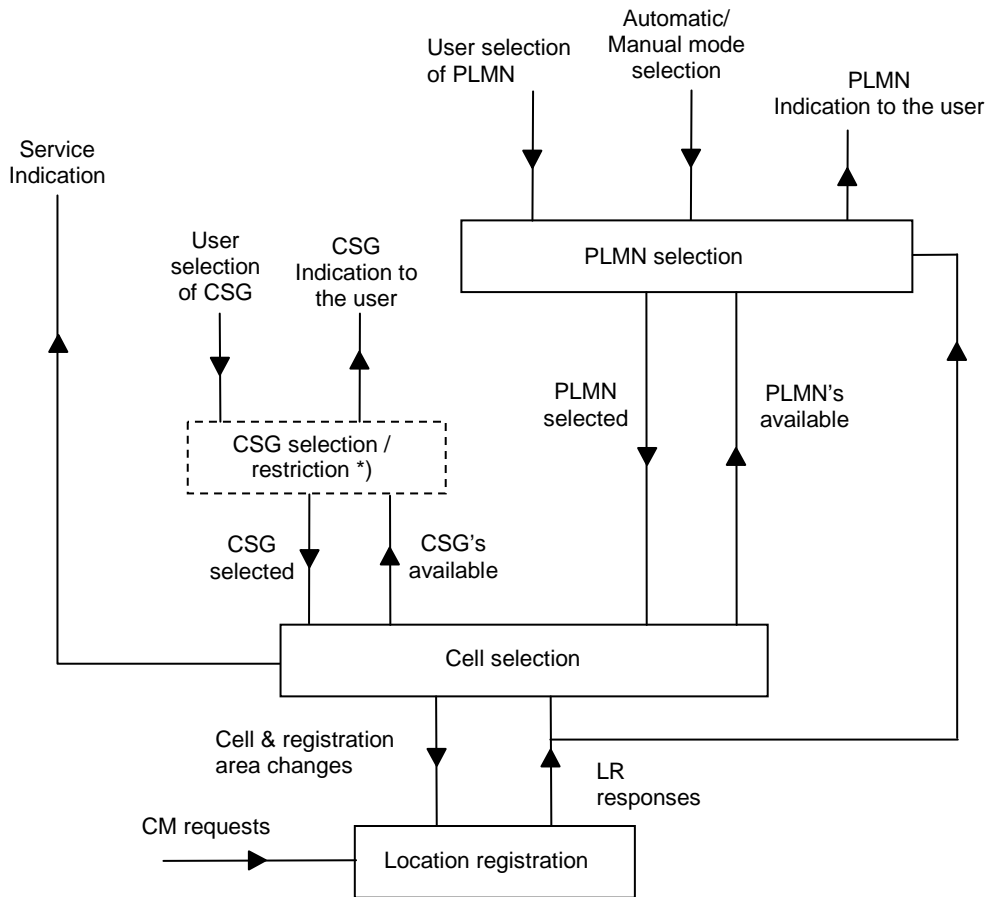 Automatic/
Manual mode
selection
User selection
of PLMN
PLMN
Indication to the user
Service
Indication
User
selection
of CSG
CSG
Indication to
the user
PLMN selection
PLMN
selected
PLMN's
available
CSG selection /
restriction *)
CSG
selected
CSG's
available
Cell selection
Cell & registration
area changes
LR
responses
CM requests
Location registration